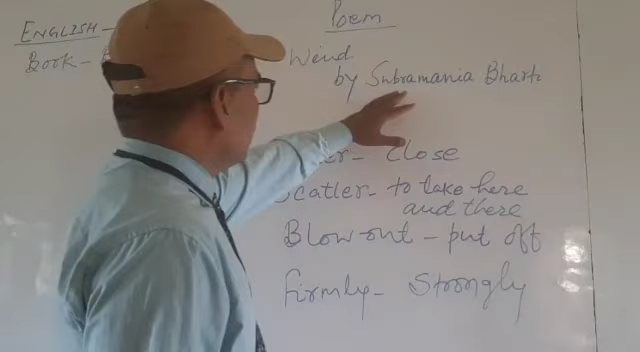 ENGLISH -
Book -
Poem
Wind
by Subramania Bharti
close
Scatler - to take here
and there
Blow out - put off
Firmly - Strongly